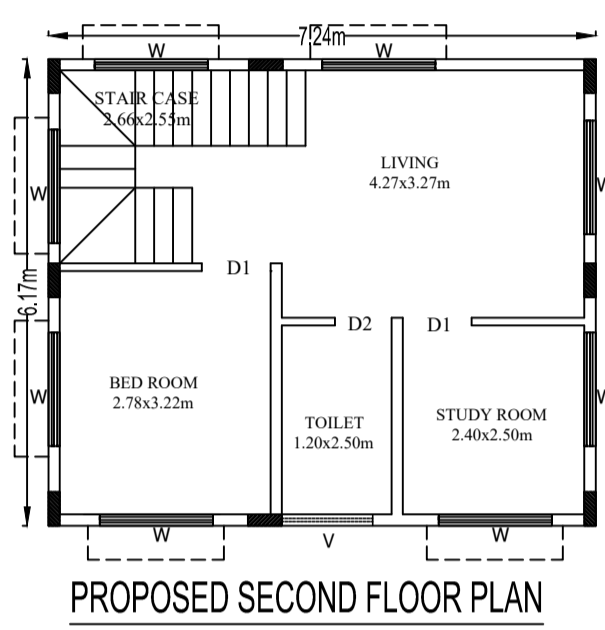 7.24m
W
W
STAIR CASE
2.66x2.55m
LIVING
4.27x3.27m
W
D1
6.17m
D2
D1
BED ROOM
2.78x3.22m
TOILET
1.20x2.50m
STUDY ROOM
2.40x2.50m
W
W
V
W
PROPOSED SECOND FLOOR PLAN